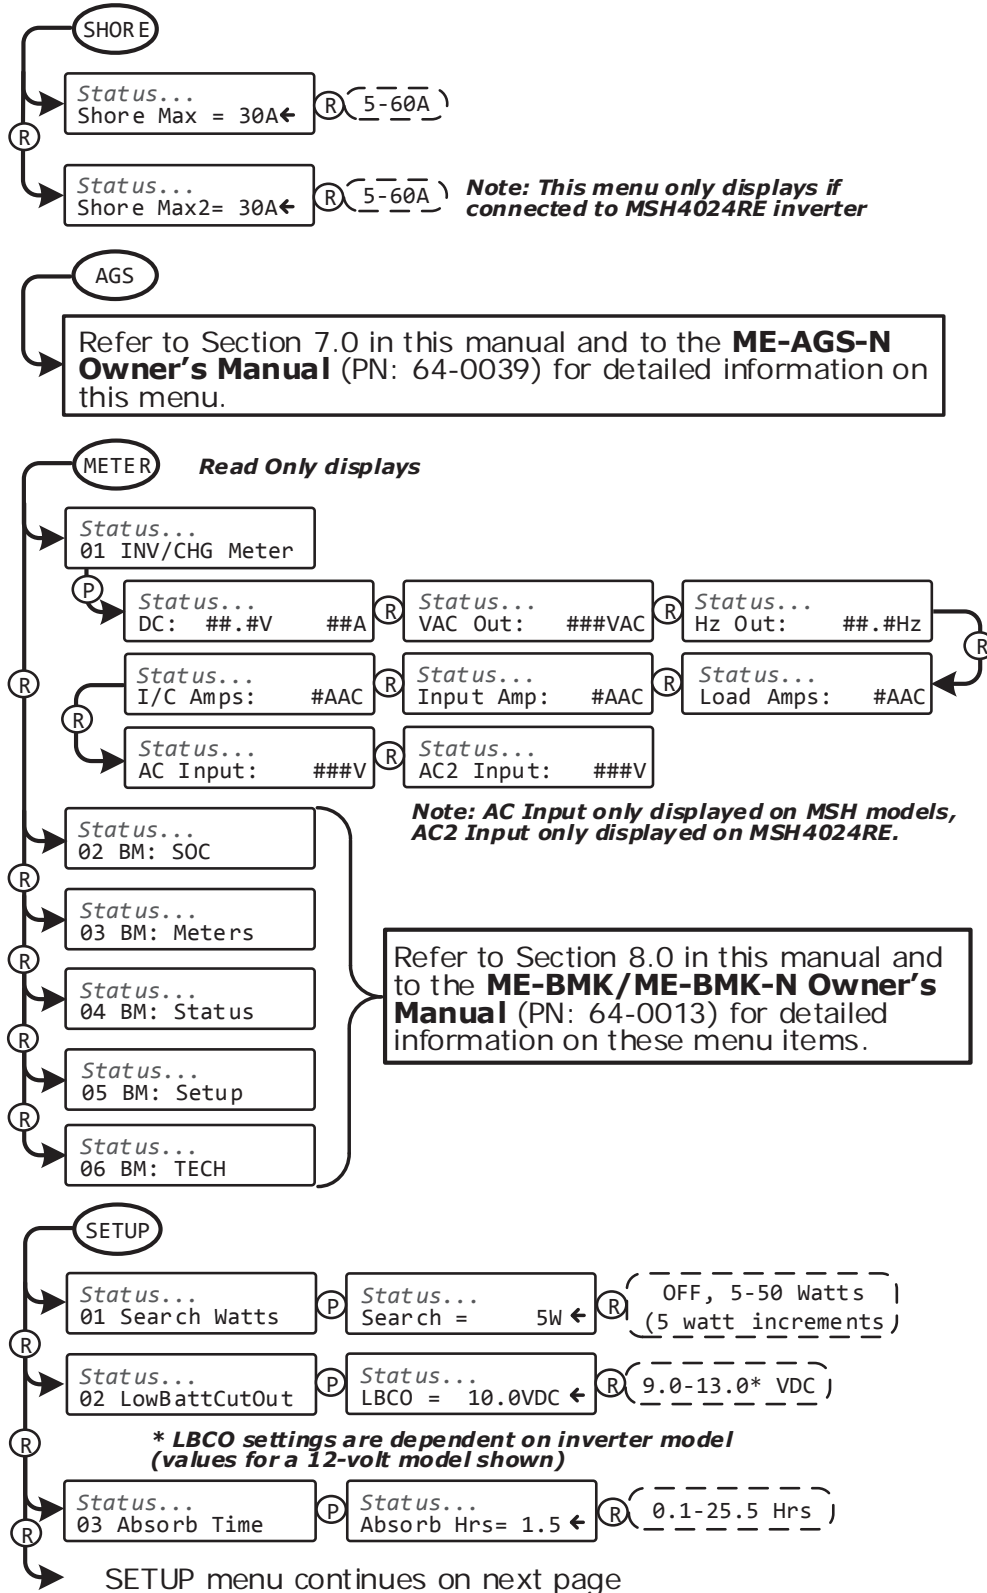 SHORE
Status...
Shore Max = 30A←
R
5-60A
R
Status...
Shore Max2= 30A←
R
5-60A
Note: This menu only displays if
connected to MSH4024RE inverter
AGS
Refer to Section 7.0 in this manual and to the ME-AGS-N
Owner's Manual (PN: 64-0039) for detailed information on
this menu.
METER
Read Only displays
Status...
01 INV/CHG Meter
P
Status...
DC: ##.#V ##A
R
Status...
VAC Out: ###VAC
R
Status...
Hz Out: ##.#Hz
R
R
Status...
I/C Amps: #AAC
R
Status...
Input Amp: #AAC
R
Status...
Load Amps: #AAC
R
Status...
AC Input: ###V
R
Status...
AC2 Input: ###V
Note: AC Input only displayed on MSH models,
AC2 Input only displayed on MSH4024RE.
Status...
02 BM: SOC
R
Status...
03 BM: Meters
R
Status...
04 BM: Status
R
Status...
05 BM: Setup
R
Status...
06 BM: TECH
Refer to Section 8.0 in this manual and
to the ME-BMK/ME-BMK-N Owner's
Manual (PN: 64-0013) for detailed
information on these menu items.
SETUP
Status...
01 Search Watts
P
Status...
Search = 5W ←
R
OFF, 5-50 Watts
(5 watt increments)
R
Status...
02 LowBattCutOut
P
Status...
LBCO = 10.0VDC ←
R
9.0-13.0* VDC
R
* LBCO settings are dependent on inverter model
(values for a 12-volt model shown)
Status...
03 Absorb Time
P
Status...
Absorb Hrs= 1.5 ←
R
0.1-25.5 Hrs
R
SETUP menu continues on next page